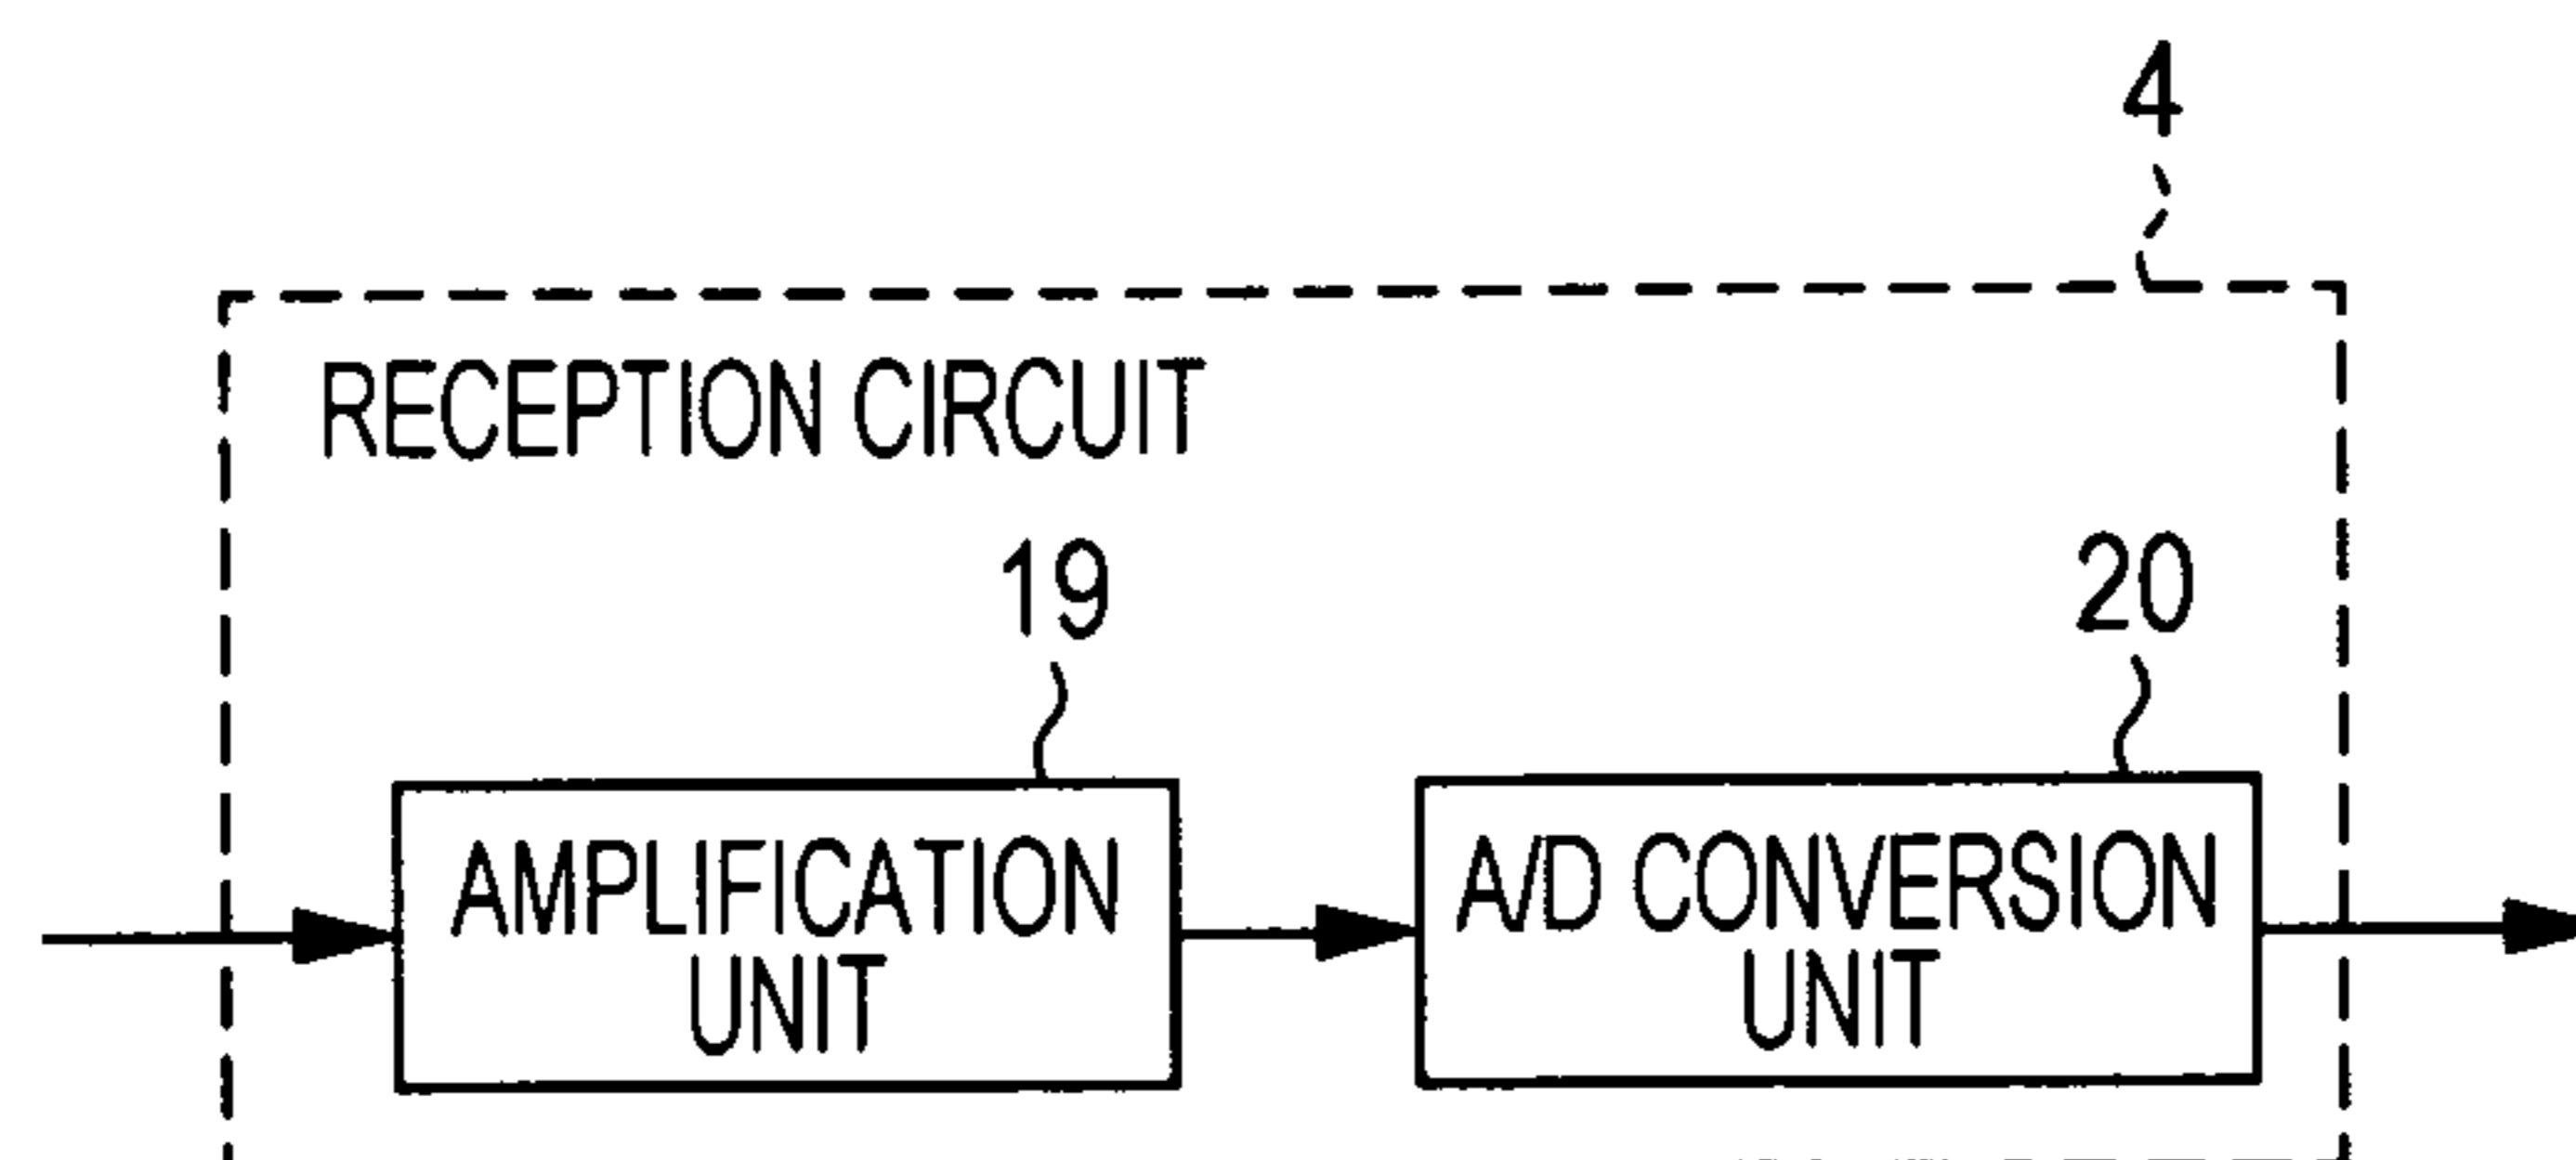 4
RECEPTION CIRCUIT
19
20
AMPLIFICATION
UNIT
A/D CONVERSION
UNIT